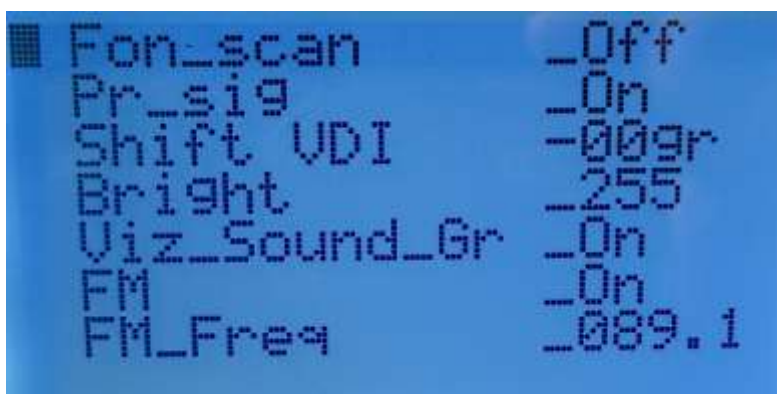 Fon_scan _Off
Pr_sig _On
Shift VDI -00gr
Bright _255
Viz_Sound_Gr _On
FM _On
FM_Freq _089.1